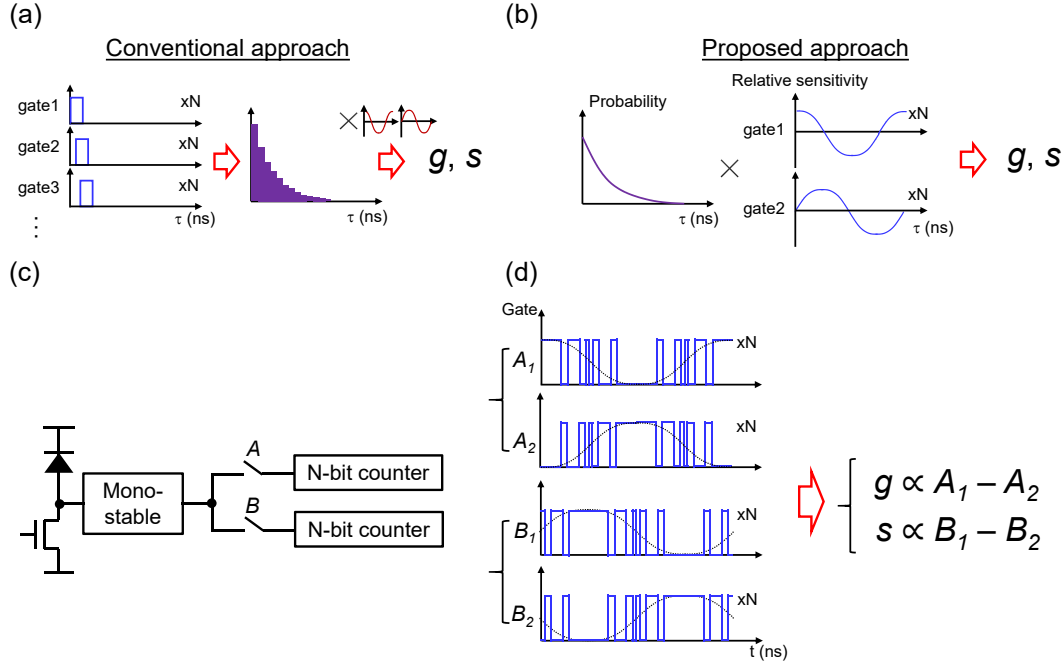 (a)
Conventional approach
gate1
xN
gate2
xN
gate3
xN
⋮
τ (ns)
τ (ns)
×
g, s
(b)
Proposed approach
Probability
τ (ns)
×
Relative sensitivity
gate1
xN
gate2
xN
τ (ns)
g, s
(c)
Mono-
stable
A
N-bit counter
B
N-bit counter
(d)
Gate
A1
xN
A2
xN
B1
xN
B2
xN
t (ns)
g ∝ A1 – A2
s ∝ B1 – B2